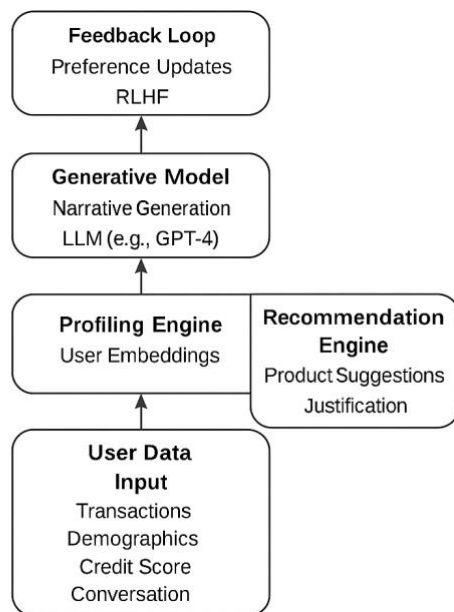 Feedback Loop
Preference Updates
RLHF
Generative Model
Narrative Generation
LLM (e.g., GPT-4)
Profiling Engine
User Embeddings
Recommendation
Engine
Product Suggestions
Justification
User Data
Input
Transactions
Demographics
Credit Score
Conversation